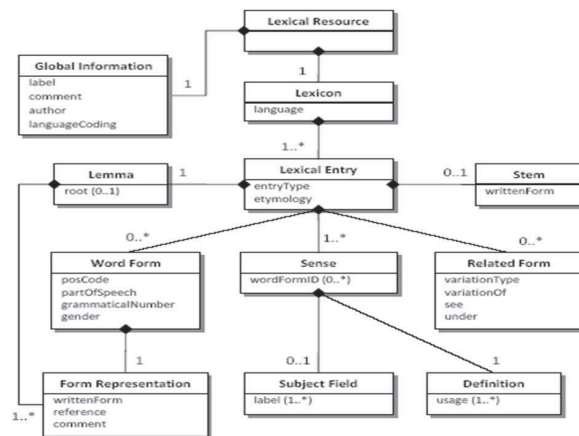 Lexical Resource
Global Information
label
comment
author
languageCoding
1
1
Lexicon
language
1..*
Lemma
root (0..1)
1
Lexical Entry
entryType
etymology
0..1
Stem
writtenForm
0..*
1..*
0..*
Word Form
posCode
partOfSpeech
grammaticalNumber
gender
Sense
wordFormID (0..*)
Related Form
variationType
variationOf
see
under
1
0..1
1
1..*
Form Representation
writtenForm
reference
comment
Subject Field
label (1..*)
Definition
usage (1..*)